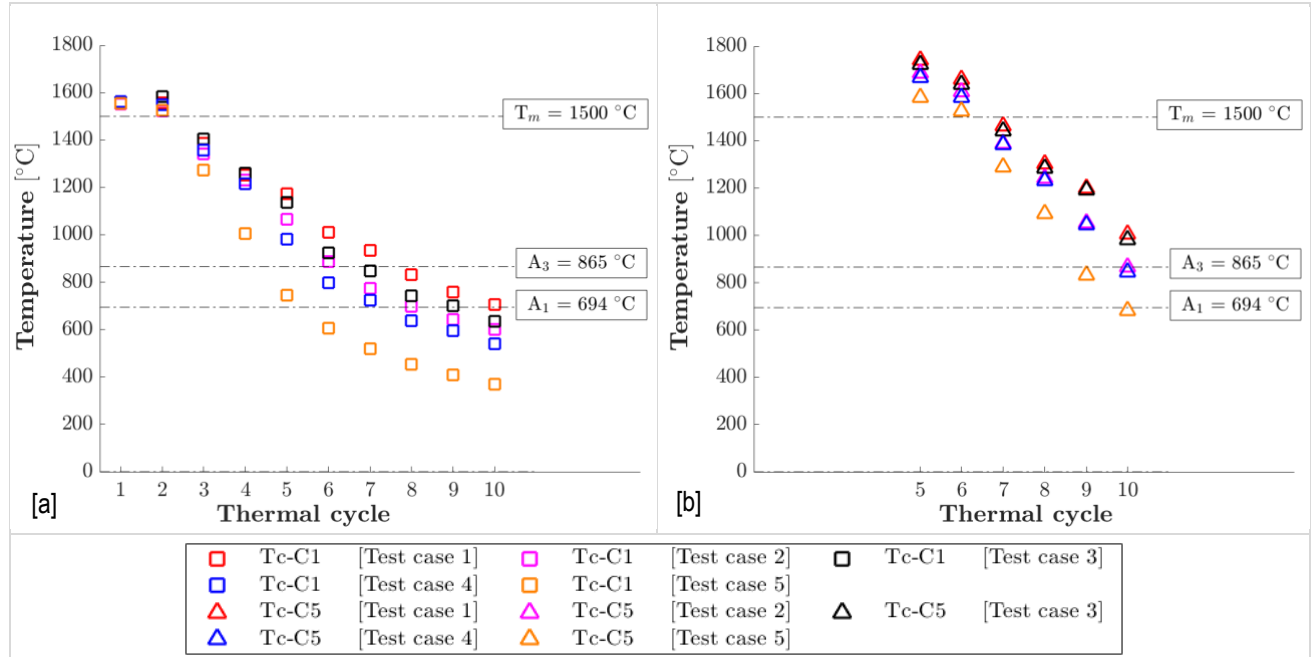 1800
1600
1400
1200
1000
800
600
400
200
0
Temperature [°C]
T_m = 1500 °C
A_3 = 865 °C
A_1 = 694 °C
1 2 3 4 5 6 7 8 9 10
Thermal cycle
[a]
1800
1600
1400
1200
1000
800
600
400
200
0
Temperature [°C]
T_m = 1500 °C
A_3 = 865 °C
A_1 = 694 °C
5 6 7 8 9 10
Thermal cycle
[b]
Tc-C1 [Test case 1] Tc-C1 [Test case 2] Tc-C1 [Test case 3]
Tc-C1 [Test case 4] Tc-C1 [Test case 5]
Tc-C5 [Test case 1] Tc-C5 [Test case 2] Tc-C5 [Test case 3]
Tc-C5 [Test case 4] Tc-C5 [Test case 5]